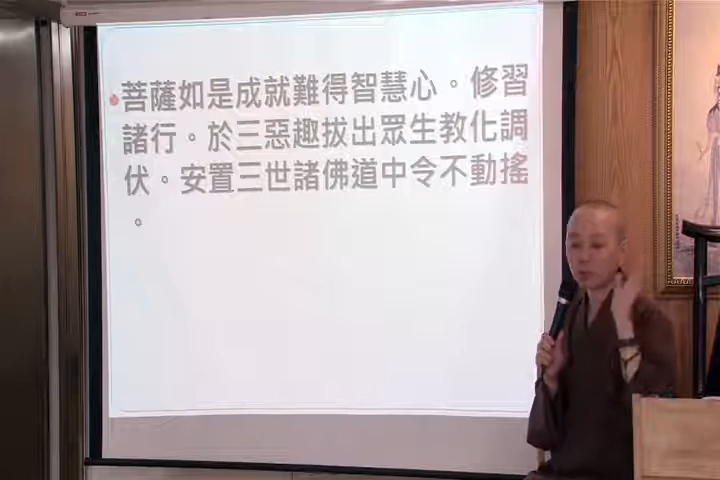 菩薩如是成就難得智慧心。修習
諸行。於三惡趣拔出眾生教化調
伏。安置三世諸佛道中令不動搖
。